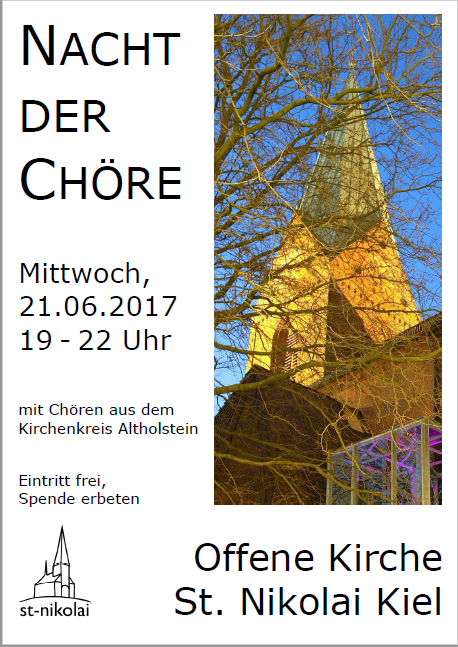 NACHT
DER
CHÖRE
Mittwoch,
21.06.2017
19 - 22 Uhr
mit Chören aus dem
Kirchenkreis Altholstein
Eintritt frei,
Spende erbeten
st-nikolai
Offene Kirche
St. Nikolai Kiel